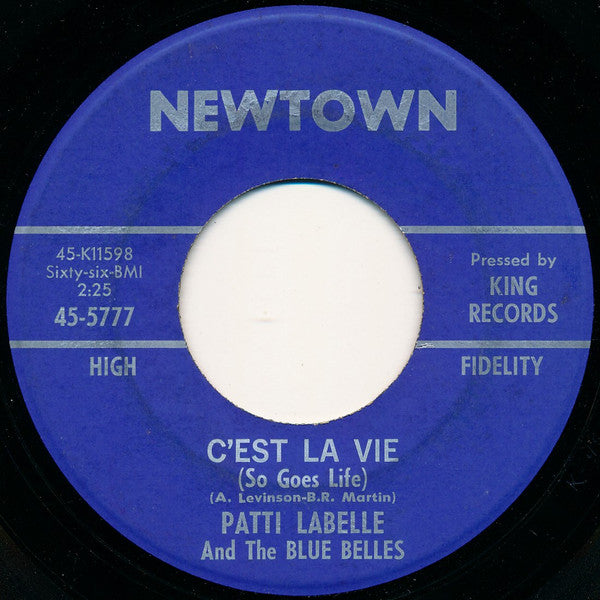 NEWTOWN
45-K11598
Sixty-six-BMI
2:25
45-5777
Pressed by
KING
RECORDS
HIGH
FIDELITY
C'EST LA VIE
(So Goes Life)
(A. Levinson-B.R. Martin)
PATTI LABELLE
And The BLUE BELLES